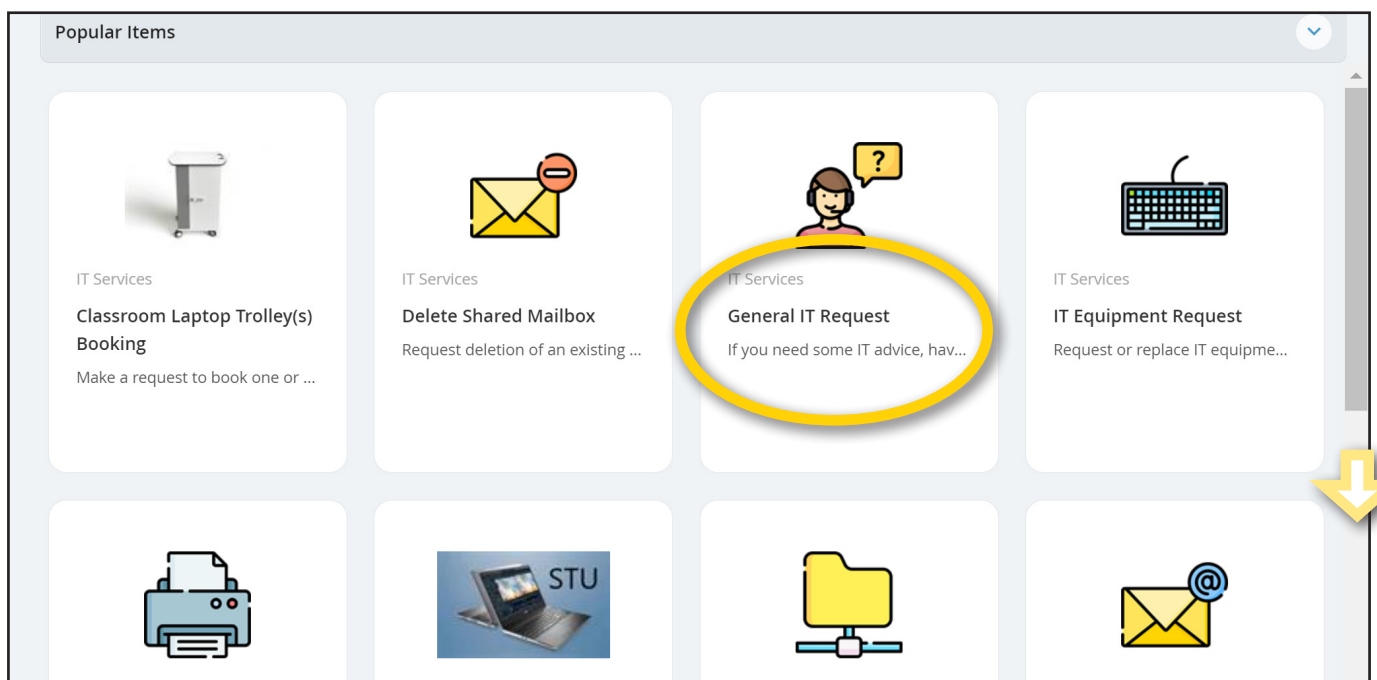 Popular Items
IT Services
Classroom Laptop Trolley(s)
Booking
Make a request to book one or ...
IT Services
Delete Shared Mailbox
Request deletion of an existing ...
?
IT Services
General IT Request
If you need some IT advice, hav...
IT Services
IT Equipment Request
Request or replace IT equipme...
STU
@